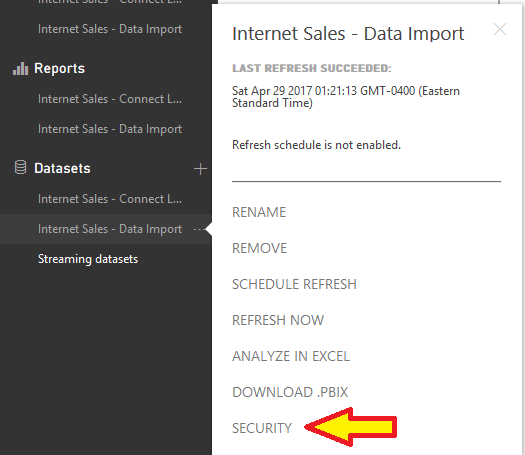 Internet Sales - Data Import
Reports
Internet Sales - Connect L...
Internet Sales - Data Import
Datasets
Internet Sales - Connect L...
Internet Sales - Data Import ...
Streaming datasets
Internet Sales - Data Import
LAST REFRESH SUCCEEDED:
Sat Apr 29 2017 01:21:13 GMT-0400 (Eastern
Standard Time)
Refresh schedule is not enabled.
RENAME
REMOVE
SCHEDULE REFRESH
REFRESH NOW
ANALYZE IN EXCEL
DOWNLOAD .PBIX
SECURITY